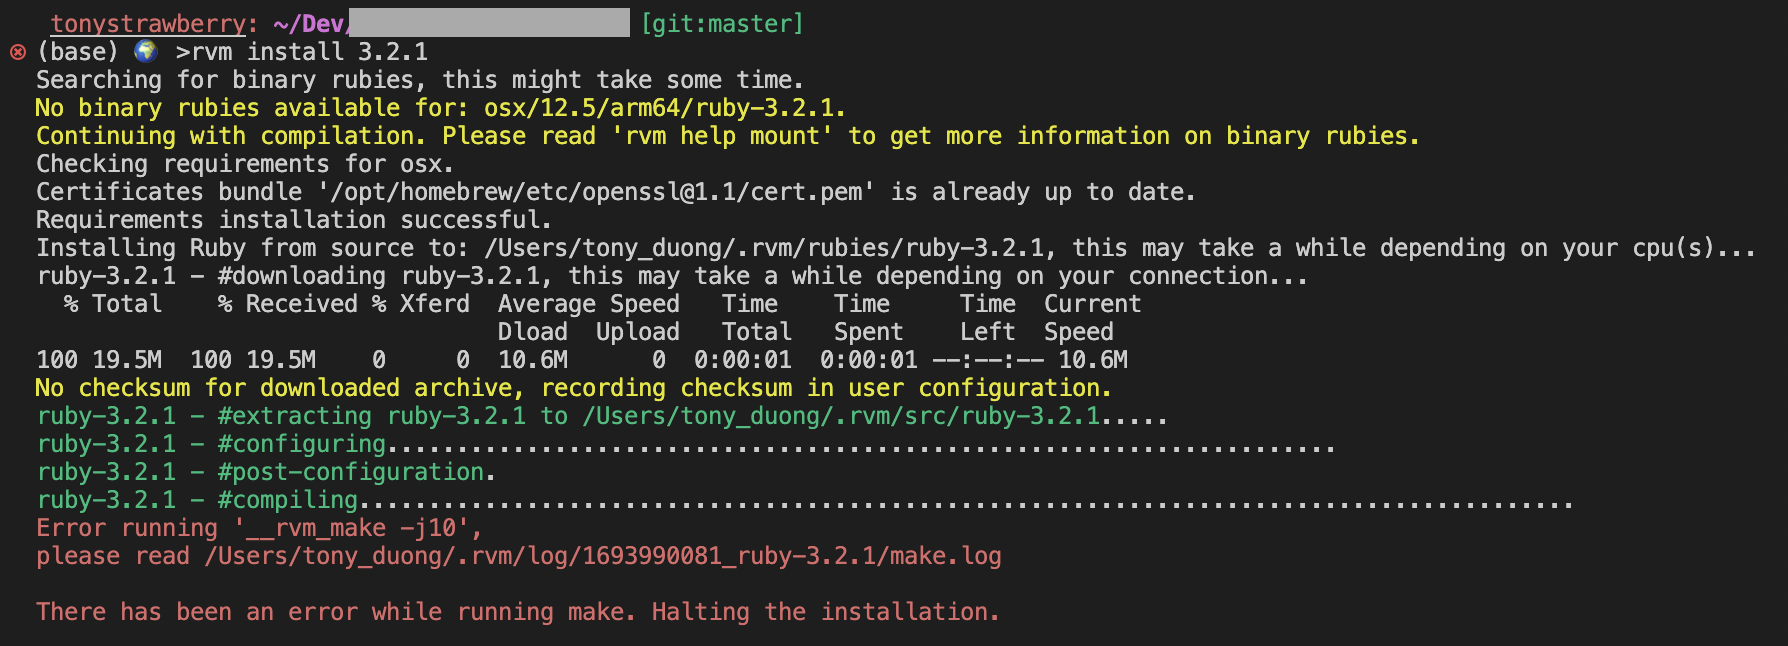 tonystrawberry: ~/Dev/ [git:master]
(base) 🌍 >rvm install 3.2.1
Searching for binary rubies, this might take some time.
No binary rubies available for: osx/12.5/arm64/ruby-3.2.1.
Continuing with compilation. Please read 'rvm help mount' to get more information on binary rubies.
Checking requirements for osx.
Certificates bundle '/opt/homebrew/etc/openssl@1.1/cert.pem' is already up to date.
Requirements installation successful.
Installing Ruby from source to: /Users/tony_duong/.rvm/rubies/ruby-3.2.1, this may take a while depending on your cpu(s)...
ruby-3.2.1 - #downloading ruby-3.2.1, this may take a while depending on your connection...
  % Total    % Received % Xferd  Average Speed   Time    Time     Time  Current
                                 Dload  Upload   Total   Spent    Left  Speed
100 19.5M  100 19.5M    0     0  10.6M      0  0:00:01  0:00:01 --:--:-- 10.6M
No checksum for downloaded archive, recording checksum in user configuration.
ruby-3.2.1 - #extracting ruby-3.2.1 to /Users/tony_duong/.rvm/src/ruby-3.2.1.....
ruby-3.2.1 - #configuring....................................................................
ruby-3.2.1 - #post-configuration.
ruby-3.2.1 - #compiling.......................................................................................
Error running '__rvm_make -j10',
please read /Users/tony_duong/.rvm/log/1693990081_ruby-3.2.1/make.log
There has been an error while running make. Halting the installation.